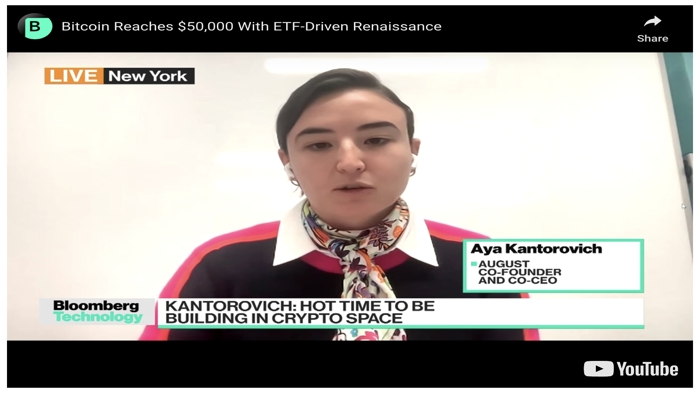 B
Bitcoin Reaches $50,000 With ETF-Driven Renaissance
Share
LIVE New York
Aya Kantorovich
AUGUST
CO-FOUNDER
AND CO-CEO
Bloomberg
Technology
KANTOROVICH: HOT TIME TO BE
BUILDING IN CRYPTO SPACE
YouTube